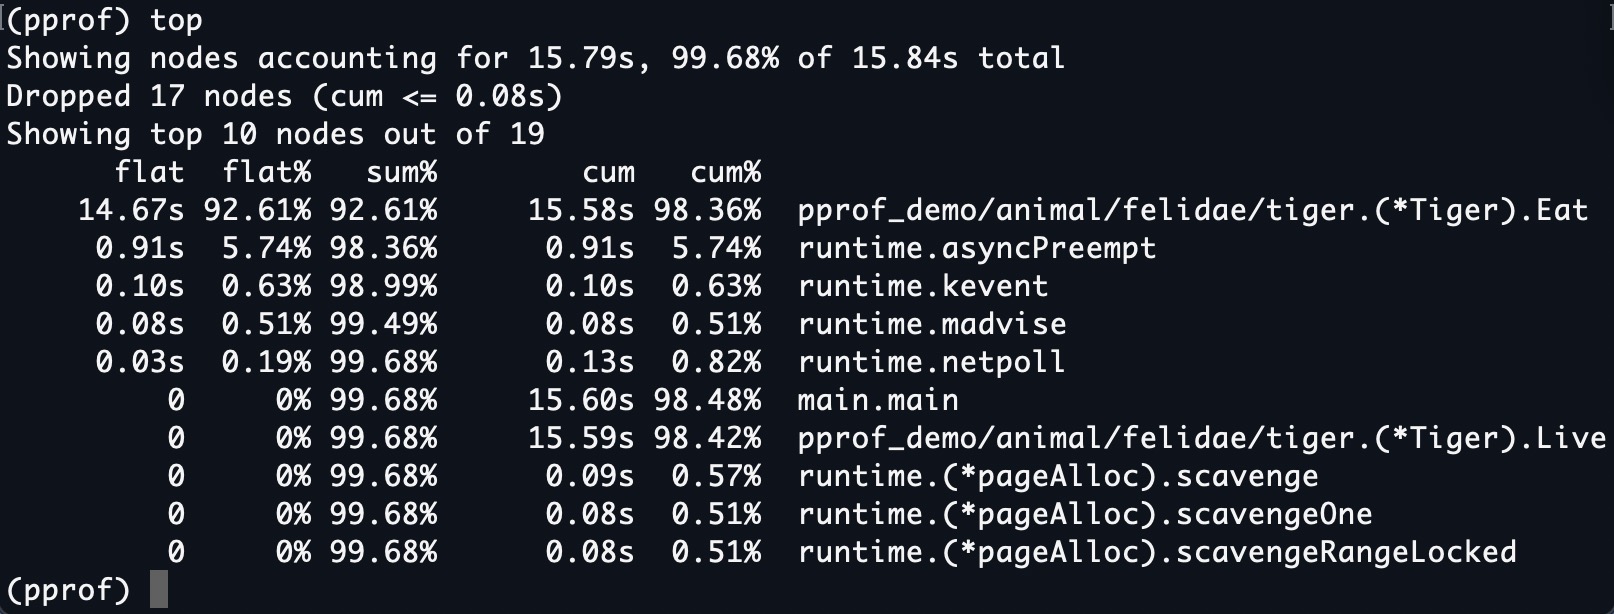 (pprof) top
Showing nodes accounting for 15.79s, 99.68% of 15.84s total
Dropped 17 nodes (cum <= 0.08s)
Showing top 10 nodes out of 19
      flat  flat%   sum%        cum   cum%
    14.67s 92.61% 92.61%     15.58s 98.36%  pprof_demo/animal/felidae/tiger.(*Tiger).Eat
     0.91s  5.74% 98.36%      0.91s  5.74%  runtime.asyncPreempt
     0.10s  0.63% 98.99%      0.10s  0.63%  runtime.kevent
     0.08s  0.51% 99.49%      0.08s  0.51%  runtime.madvise
     0.03s  0.19% 99.68%      0.13s  0.82%  runtime.netpoll
         0     0% 99.68%     15.60s 98.48%  main.main
         0     0% 99.68%     15.59s 98.42%  pprof_demo/animal/felidae/tiger.(*Tiger).Live
         0     0% 99.68%      0.09s  0.57%  runtime.(*pageAlloc).scavenge
         0     0% 99.68%      0.08s  0.51%  runtime.(*pageAlloc).scavengeOne
         0     0% 99.68%      0.08s  0.51%  runtime.(*pageAlloc).scavengeRangeLocked
(pprof)